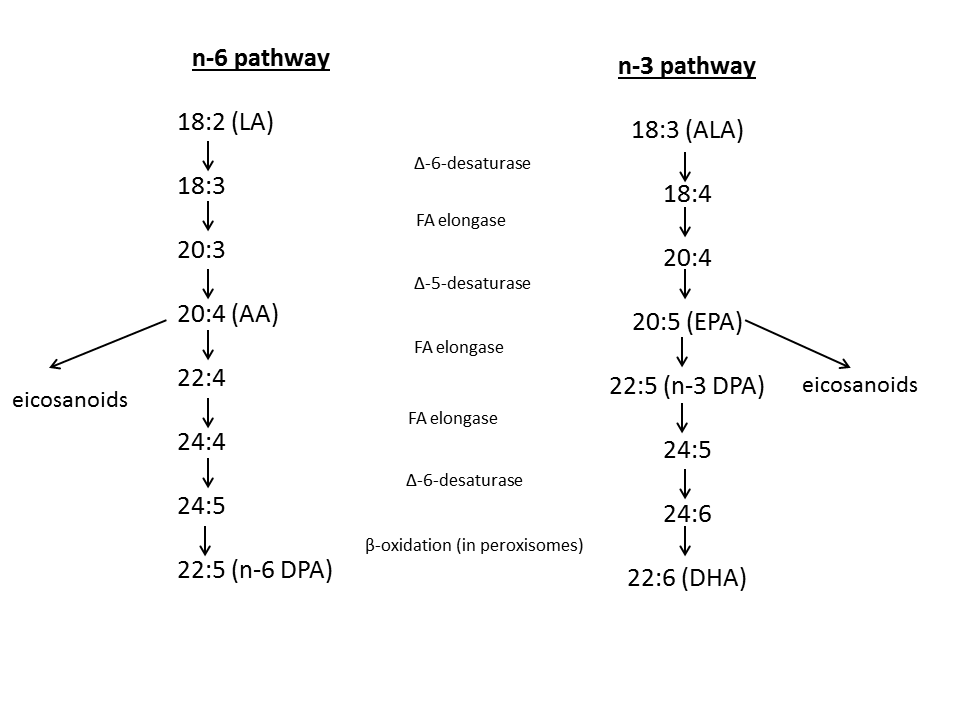 n-6 pathway
18:2 (LA)
18:3
20:3
20:4 (AA)
eicosanoids
22:4
24:4
24:5
22:5 (n-6 DPA)
Δ-6-desaturase
FA elongase
Δ-5-desaturase
FA elongase
FA elongase
Δ-6-desaturase
β-oxidation (in peroxisomes)
n-3 pathway
18:3 (ALA)
18:4
20:4
20:5 (EPA)
eicosanoids
22:5 (n-3 DPA)
24:5
24:6
22:6 (DHA)